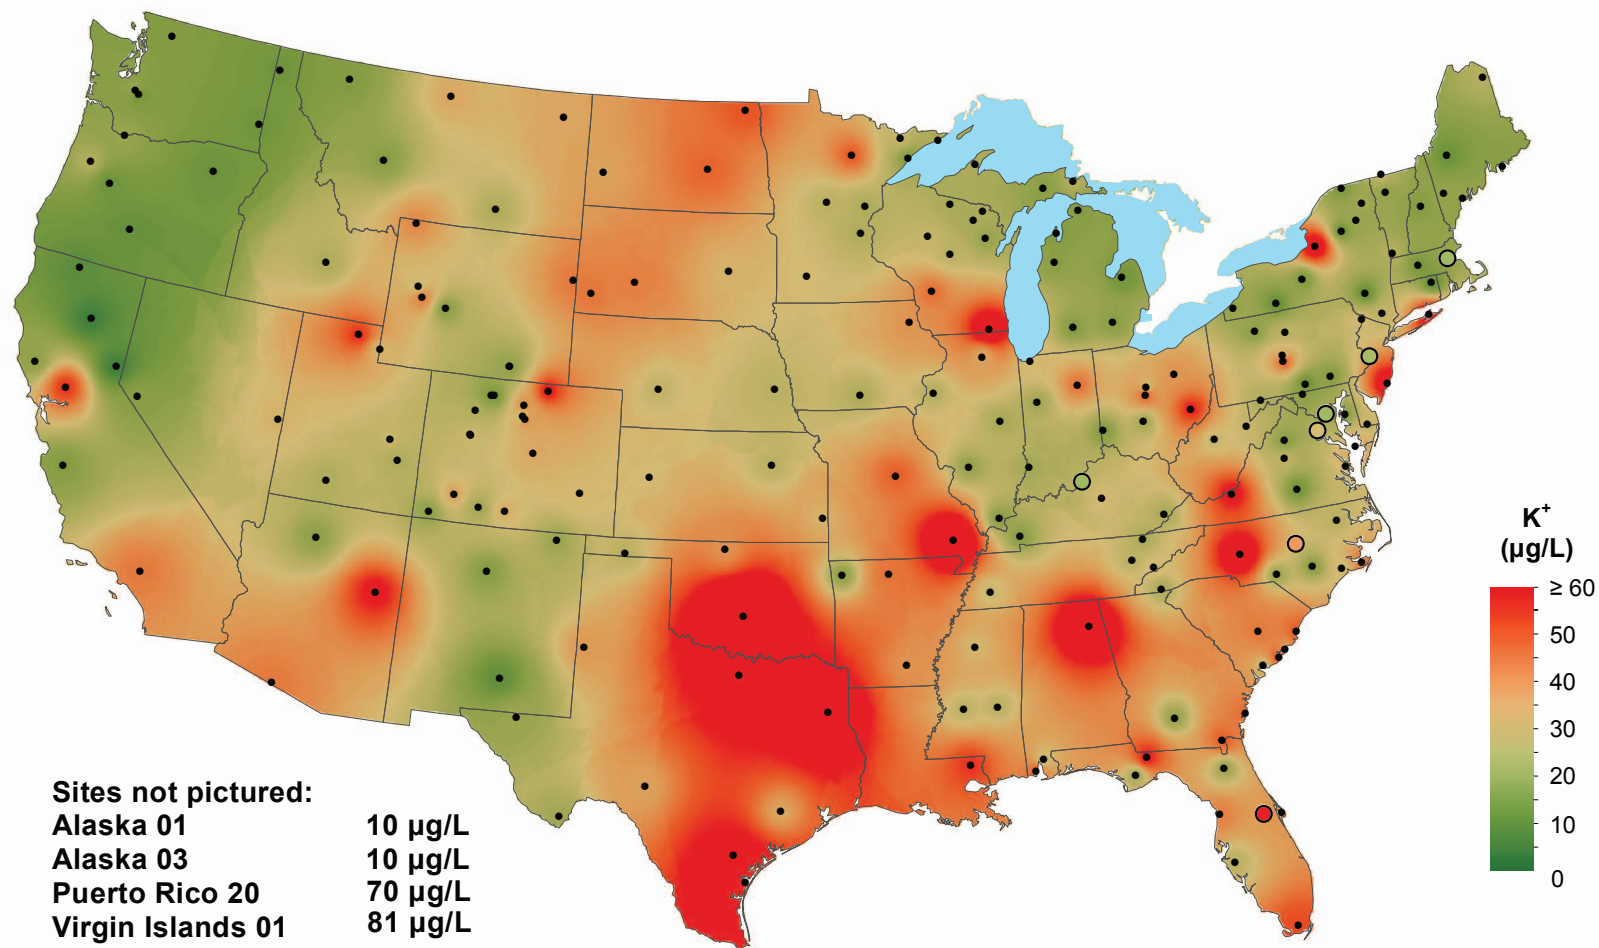 K+
(µg/L)
≥ 60
50
40
30
20
10
0
Sites not pictured:
Alaska 01 10 µg/L
Alaska 03 10 µg/L
Puerto Rico 20 70 µg/L
Virgin Islands 01 81 µg/L